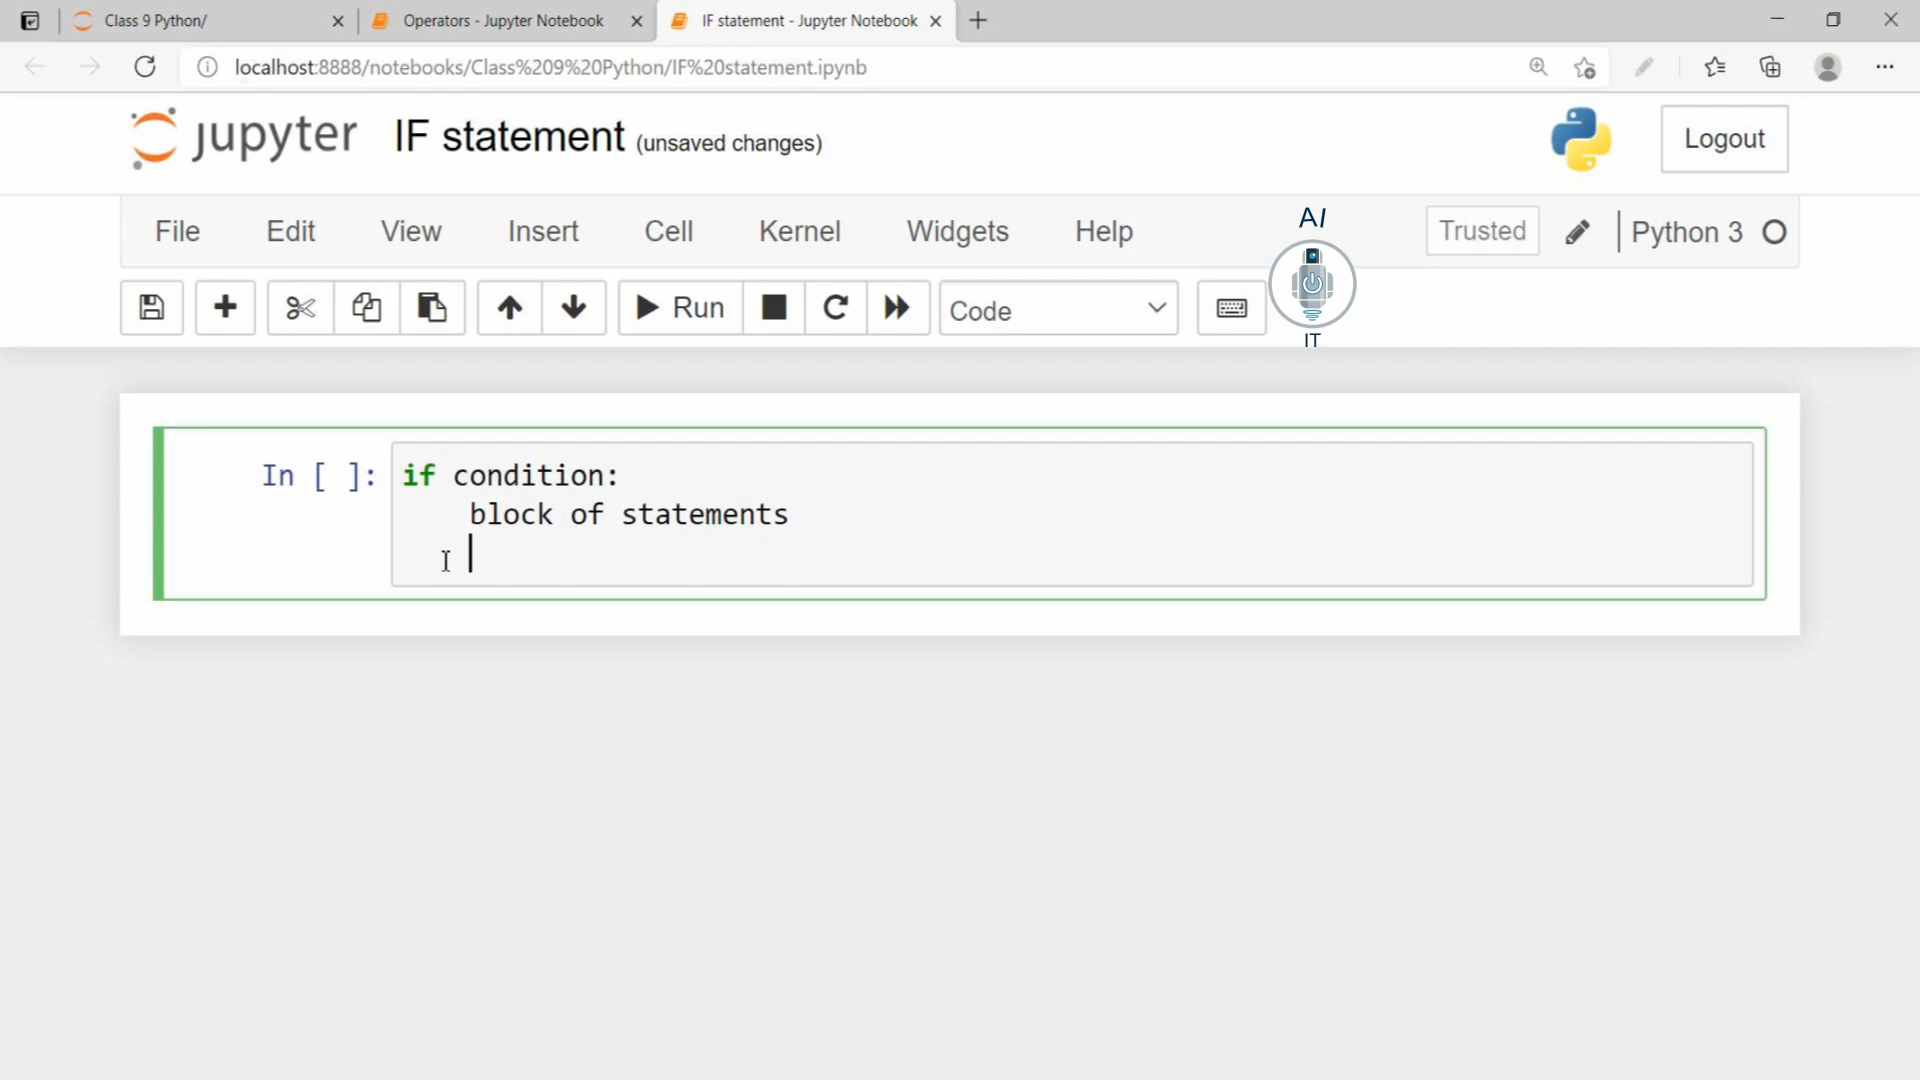 Class 9 Python/
Operators - Jupyter Notebook
IF statement - Jupyter Notebook
localhost:8888/notebooks/Class%209%20Python/IF%20statement.ipynb
jupyter IF statement (unsaved changes)
Logout
File Edit View Insert Cell Kernel Widgets Help
AI
Trusted
Python 3
Run
Code
IT
In [ ]: if condition:
block of statements